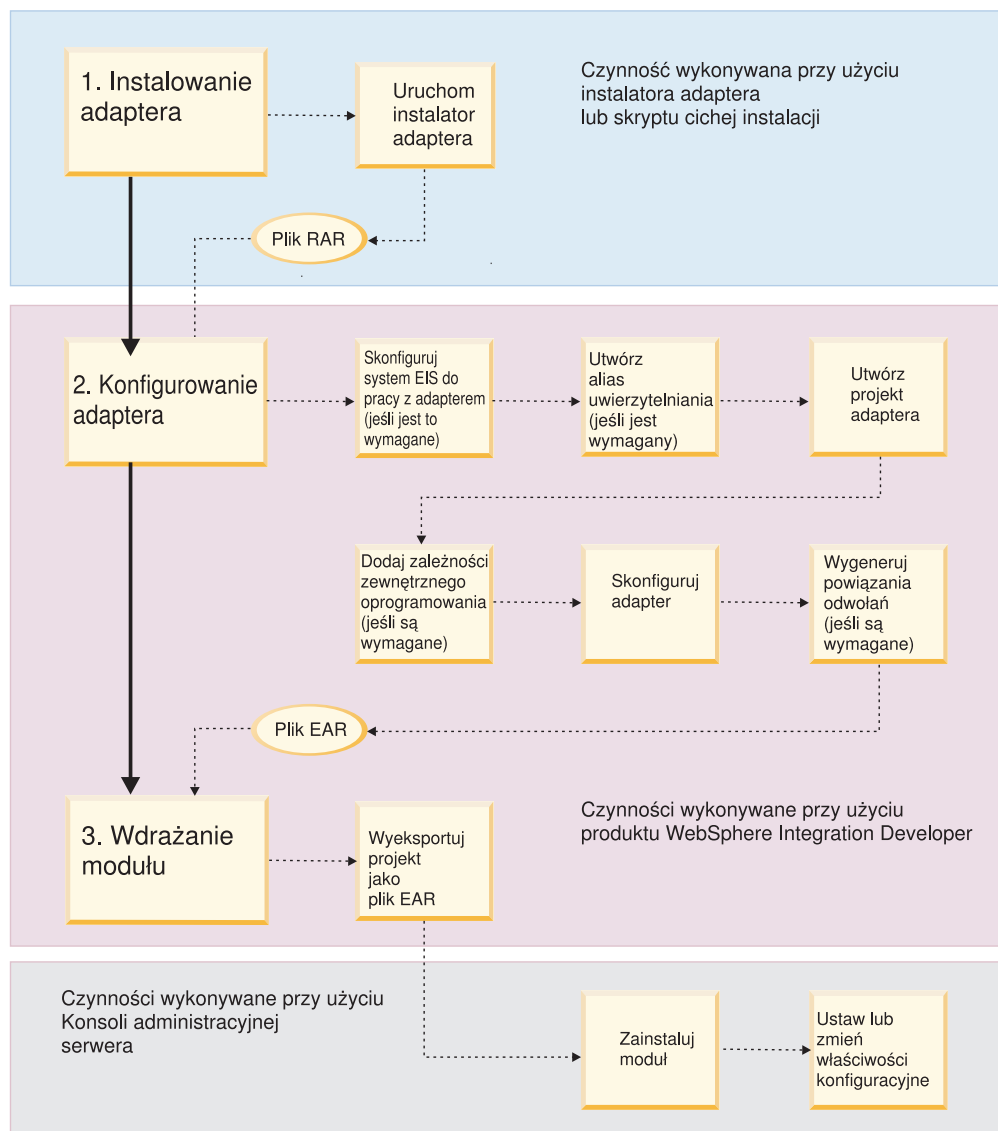 1. Instalowanie
adaptera
Uruchom
instalator
adaptera
Czynność wykonywana przy użyciu
instalatora adaptera
lub skryptu cichej instalacji
Plik RAR
2. Konfigurowanie
adaptera
Skonfiguruj
system EIS do
pracy z adapterem
(jeśli jest to
wymagane)
Utwórz
alias
uwierzytelniania
(jeśli jest
wymagany)
Utwórz
projekt
adaptera
Dodaj zależności
zewnętrznego
oprogramowania
(jeśli są
wymagane)
Skonfiguruj
adapter
Wygeneruj
powiązania
odwołań
(jeśli są
wymagane)
Plik EAR
3. Wdrażanie
modułu
Wyeksportuj
projekt
jako
plik EAR
Czynności wykonywane przy użyciu
produktu WebSphere Integration Developer
Czynności wykonywane przy użyciu
Konsoli administracyjnej
serwera
Zainstaluj
moduł
Ustaw lub
zmień
właściwości
konfiguracyjne